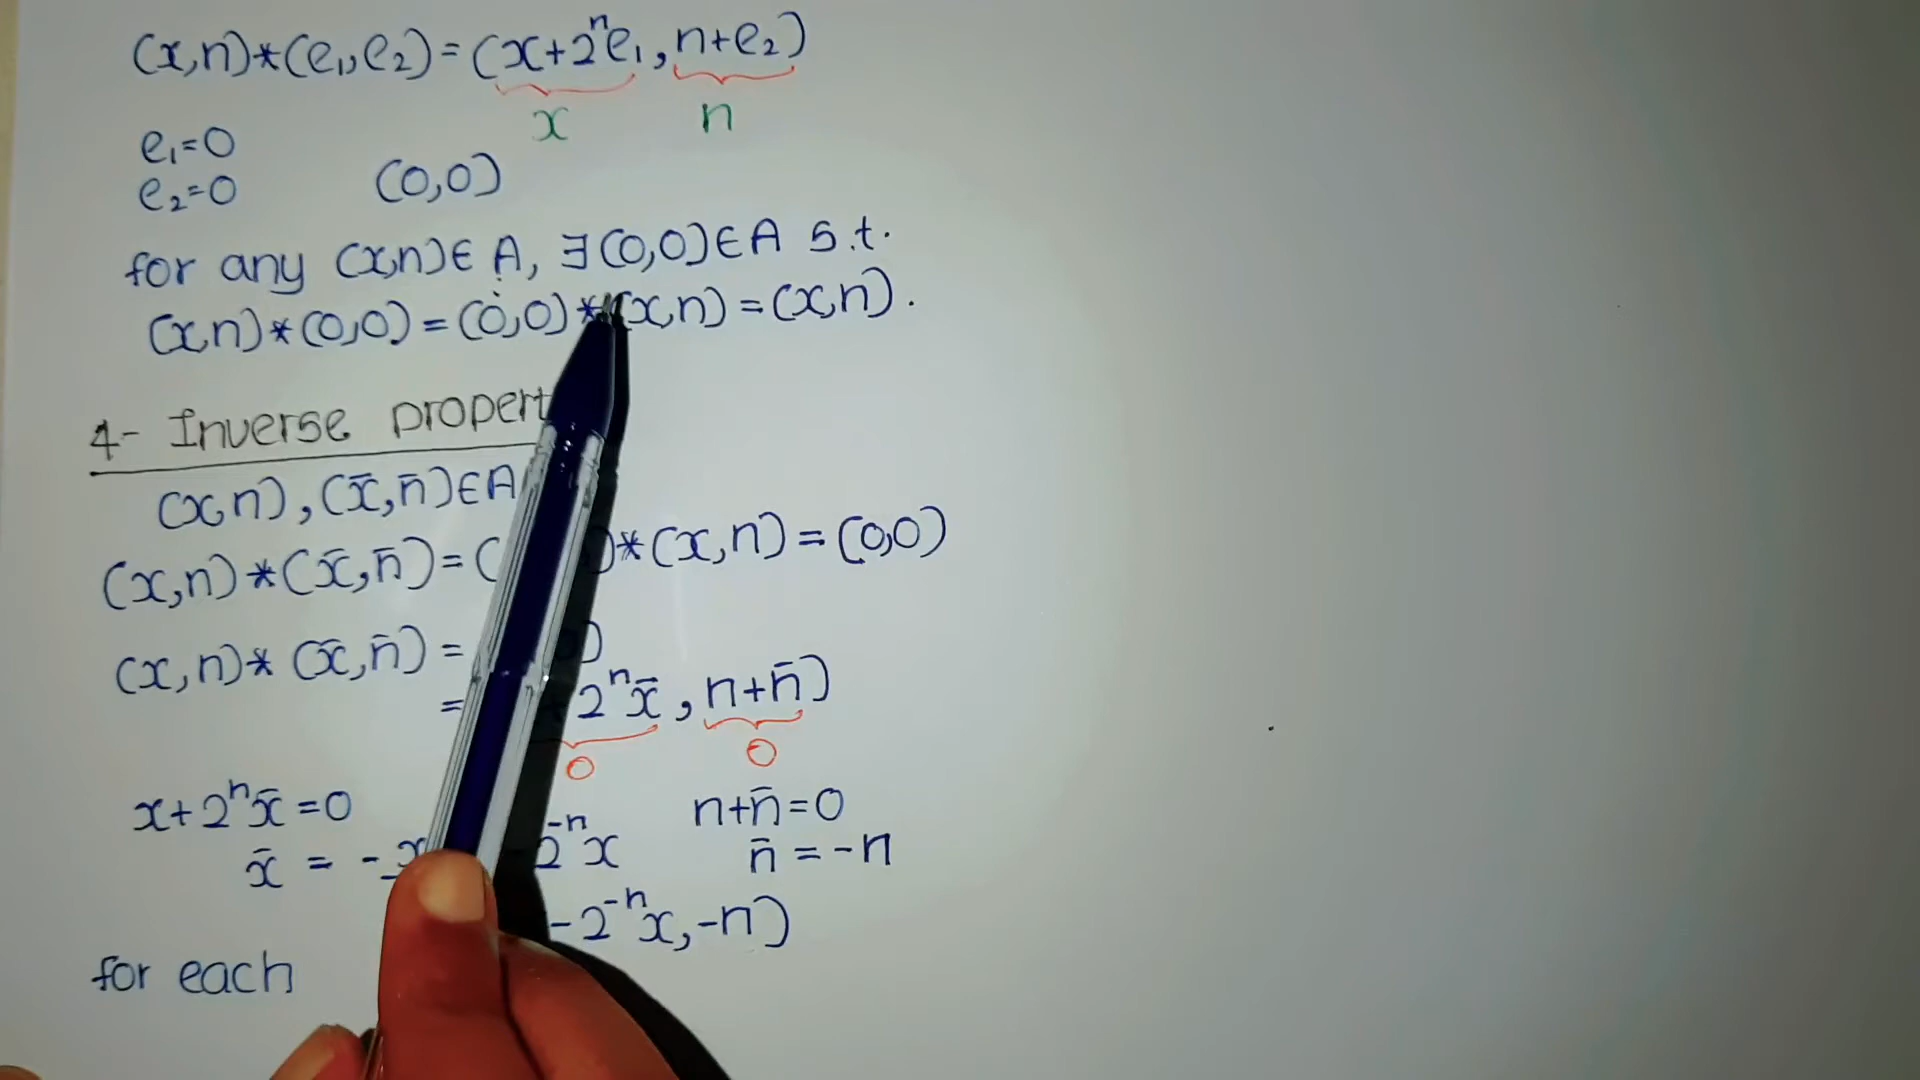 (x,n)*(e₁,e₂)=(x+2ⁿe₁,n+e₂)
x n
e₁=0
e₂=0 (0,0)
for any (x,n)∈A, ∃(0,0)∈A s.t.
(x,n)*(0,0)=(0,0)*(x,n)=(x,n).
4- Inverse propert
(x,n),(x̄,n̄)∈A
(x,n)*(x̄,n̄)=( )*(x,n)=(0,0)
(x,n)*(x̄,n̄)= )
= 2ⁿx̄,n+n̄)
0 0
x+2ⁿx̄=0 n+n̄=0
x̄ = - 2⁻ⁿx n̄=-n
-2⁻ⁿx,-n)
for each